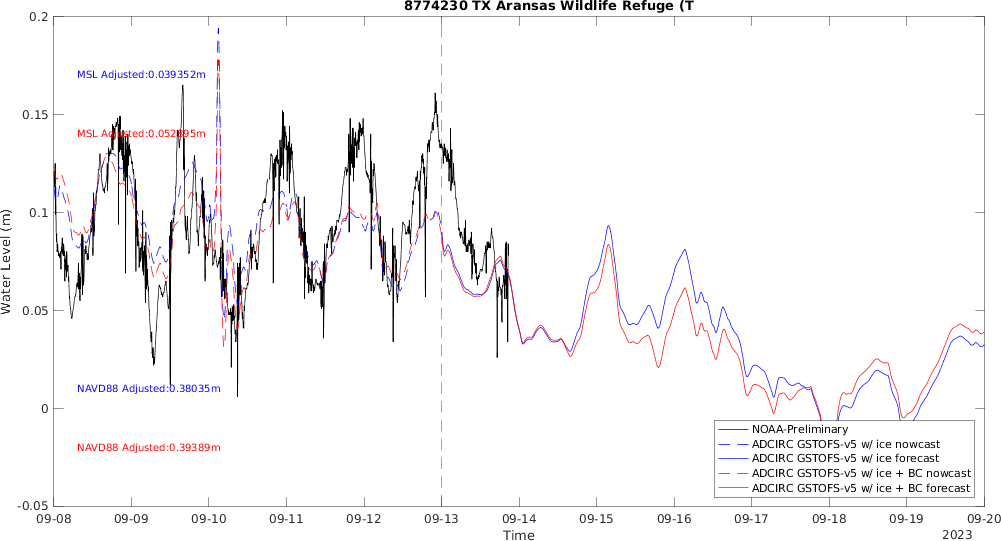 8774230 TX Aransas Wildlife Refuge (T
Water Level (m)
0.2
0.15
0.1
0.05
0
-0.05
MSL Adjusted:0.039352m
MSL Adjusted:0.052895m
NAVD88 Adjusted:0.38035m
NAVD88 Adjusted:0.39389m
NOAA-Preliminary
ADCIRC GSTOFS-v5 w/ ice nowcast
ADCIRC GSTOFS-v5 w/ ice forecast
ADCIRC GSTOFS-v5 w/ ice + BC nowcast
ADCIRC GSTOFS-v5 w/ ice + BC forecast
09-08 09-09 09-10 09-11 09-12 09-13 09-14 09-15 09-16 09-17 09-18 09-19 09-20
Time
2023